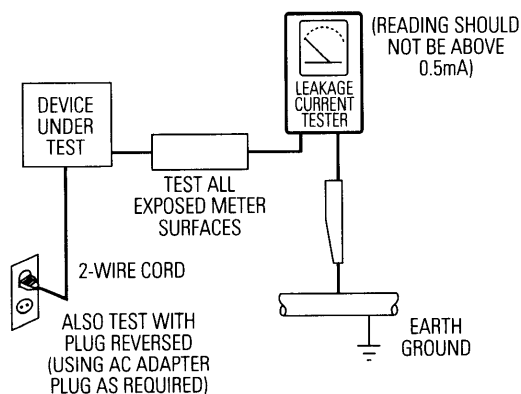 (READING SHOULD
NOT BE ABOVE
0.5mA)
LEAKAGE
CURRENT
TESTER
DEVICE
UNDER
TEST
TEST ALL
EXPOSED METER
SURFACES
2-WIRE CORD
ALSO TEST WITH
PLUG REVERSED
(USING AC ADAPTER
PLUG AS REQUIRED)
EARTH
GROUND